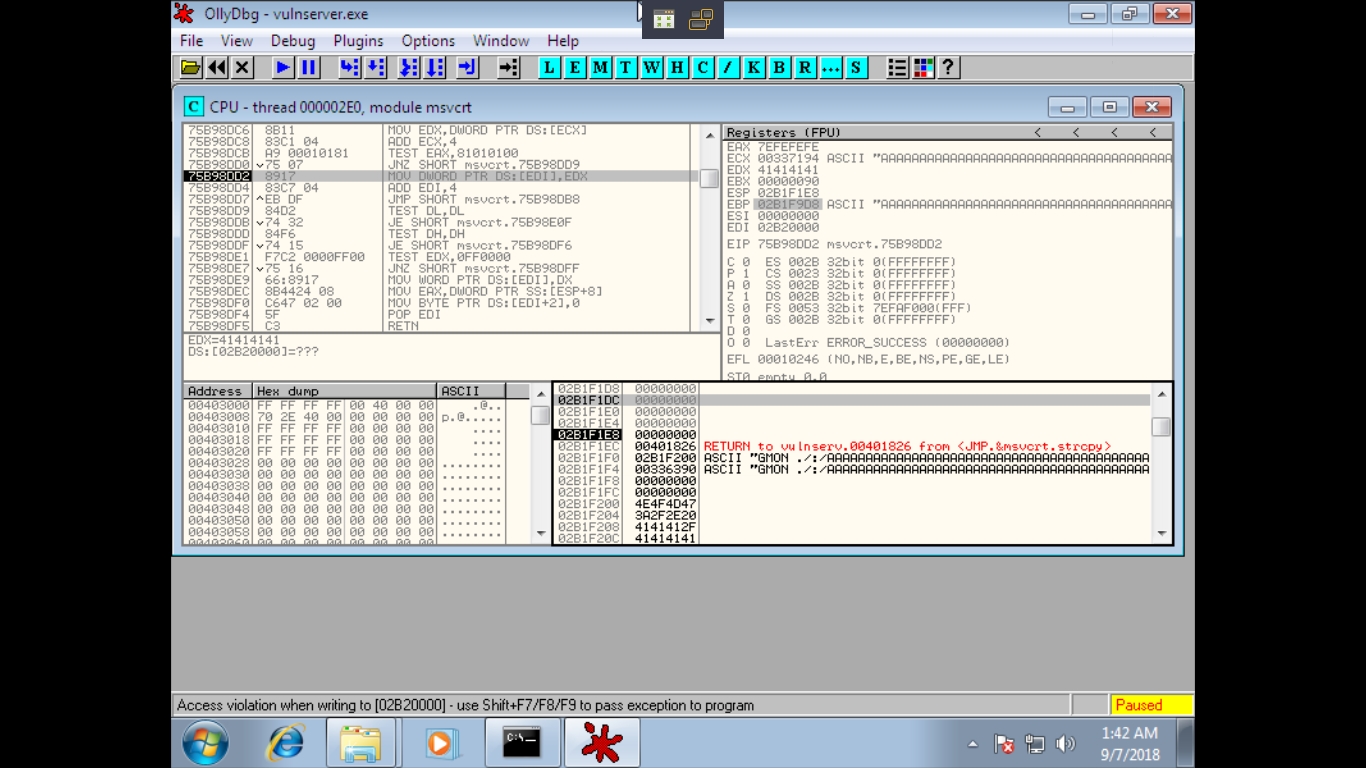 OllyDbg - vulnserver.exe
File View Debug Plugins Options Window Help
L E M T W H C / K B R ... S ?
C CPU - thread 000002E0, module msvcrt
75B98DC6 8B11 MOV EDX,DWORD PTR DS:[ECX]
75B98DC8 83C1 04 ADD ECX,4
75B98DCB A9 00010181 TEST EAX,81010100
75B98DD0 75 07 JNZ SHORT msvcrt.75B98DD9
75B98DD2 8917 MOV DWORD PTR DS:[EDI],EDX
75B98DD4 83C7 04 ADD EDI,4
75B98DD7 ^EB DF JMP SHORT msvcrt.75B98DB8
75B98DD9 84D2 TEST DL,DL
75B98DDB 74 32 JE SHORT msvcrt.75B98E0F
75B98DDD 84F6 TEST DH,DH
75B98DDF 74 15 JE SHORT msvcrt.75B98DF6
75B98DE1 F7C2 0000FF00 TEST EDX,0FF0000
75B98DE7 75 16 JNZ SHORT msvcrt.75B98DFF
75B98DE9 66:8917 MOV WORD PTR DS:[EDI],DX
75B98DEC 8B4424 08 MOV EAX,DWORD PTR SS:[ESP+8]
75B98DF0 C647 02 00 MOV BYTE PTR DS:[EDI+2],0
75B98DF4 5F POP EDI
75B98DF5 C3 RETN
EDX=41414141
DS:[02B20000]=???
Registers (FPU) < < < <
EAX 7EFEFEFE
ECX 00337194 ASCII "AAAAAAAAAAAAAAAAAAAAAAAAAAAAAAAAAAAAAAAAA
EDX 41414141
EBX 00000090
ESP 02B1F1E8
EBP 02B1F9D8 ASCII "AAAAAAAAAAAAAAAAAAAAAAAAAAAAAAAAAAAAAAAAA
ESI 00000000
EDI 02B20000
EIP 75B98DD2 msvcrt.75B98DD2
C 0 ES 002B 32bit 0(FFFFFFFF)
P 1 CS 0023 32bit 0(FFFFFFFF)
A 0 SS 002B 32bit 0(FFFFFFFF)
Z 1 DS 002B 32bit 0(FFFFFFFF)
S 0 FS 0053 32bit 7EFAF000(FFF)
T 0 GS 002B 32bit 0(FFFFFFFF)
D 0
O 0 LastErr ERROR_SUCCESS (00000000)
EFL 00010246 (NO,NB,E,BE,NS,PE,GE,LE)
ST0 empty 0.0
Address Hex dump ASCII
00403000 FF FF FF FF 00 40 00 00 .@..
00403008 70 2E 40 00 00 00 00 00 p.@.....
00403010 FF FF FF FF 00 00 00 00 ....
00403018 FF FF FF FF 00 00 00 00 ....
00403020 FF FF FF FF 00 00 00 00 ....
00403028 00 00 00 00 00 00 00 00 ........
00403030 00 00 00 00 00 00 00 00 ........
00403038 00 00 00 00 00 00 00 00 ........
00403040 00 00 00 00 00 00 00 00 ........
00403048 00 00 00 00 00 00 00 00 ........
00403050 00 00 00 00 00 00 00 00 ........
00403058 00 00 00 00 00 00 00 00 ........
00403060 00 00 00 00 00 00 00 00 ........
02B1F1D8 00000000
02B1F1DC 00000000
02B1F1E0 00000000
02B1F1E4 00000000
02B1F1E8 00000000
02B1F1EC 00401826 RETURN to vulnserv.00401826 from <JMP.&msvcrt.strcpy>
02B1F1F0 02B1F200 ASCII "GMON ./:/AAAAAAAAAAAAAAAAAAAAAAAAAAAAAAAAAAAAAAAAAAA
02B1F1F4 00336390 ASCII "GMON ./:/AAAAAAAAAAAAAAAAAAAAAAAAAAAAAAAAAAAAAAAAAAA
02B1F1F8 00000000
02B1F1FC 00000000
02B1F200 4E4F4D47
02B1F204 3A2F2E20
02B1F208 4141412F
02B1F20C 41414141
Access violation when writing to [02B20000] - use Shift+F7/F8/F9 to pass exception to program
Paused
C:\.
1:42 AM
9/7/2018